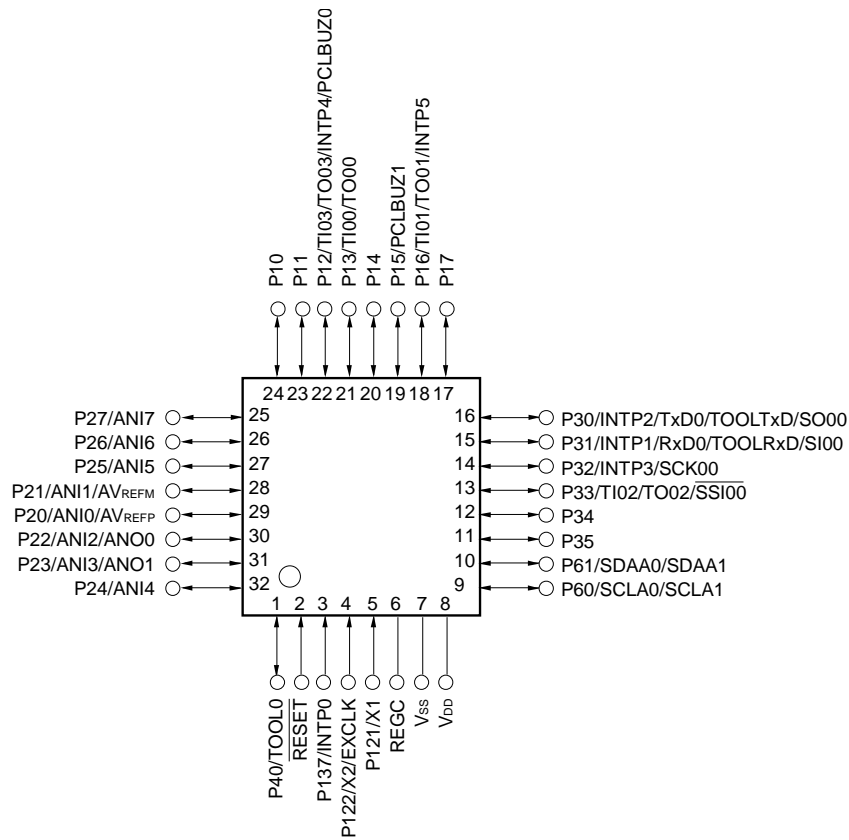 P10
P11
P12/TI03/TO03/INTP4/PCLBUZ0
P13/TI00/TO00
P14
P15/PCLBUZ1
P16/TI01/TO01/INTP5
P17
24 23 22 21 20 19 18 17
P27/ANI7 25
P26/ANI6 26
P25/ANI5 27
P21/ANI1/AVREFM 28
P20/ANI0/AVREFP 29
P22/ANI2/ANO0 30
P23/ANI3/ANO1 31
P24/ANI4 32
16 P30/INTP2/TxD0/TOOLTxD/SO00
15 P31/INTP1/RxD0/TOOLRxD/SI00
14 P32/INTP3/SCK00
13 P33/TI02/TO02/SSI00
12 P34
11 P35
10 P61/SDAA0/SDAA1
9 P60/SCLA0/SCLA1
1 2 3 4 5 6 7 8
P40/TOOL0
RESET
P137/INTP0
P122/X2/EXCLK
P121/X1
REGC
VSS
VDD